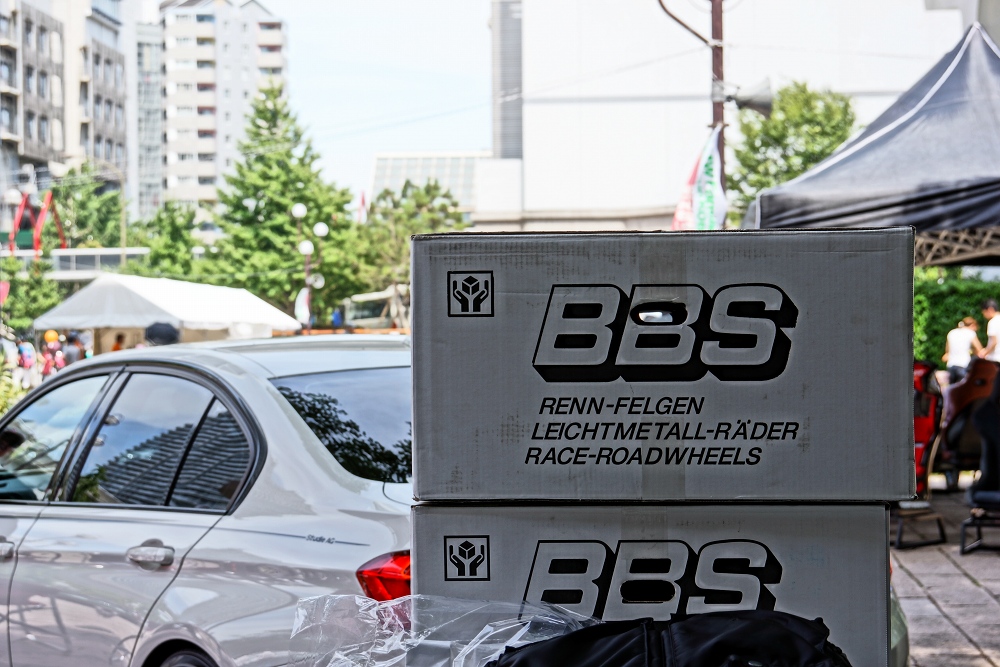 BBS
RENN-FELGEN
LEICHTMETALL-RÄDER
RACE-ROADWHEELS
BBS